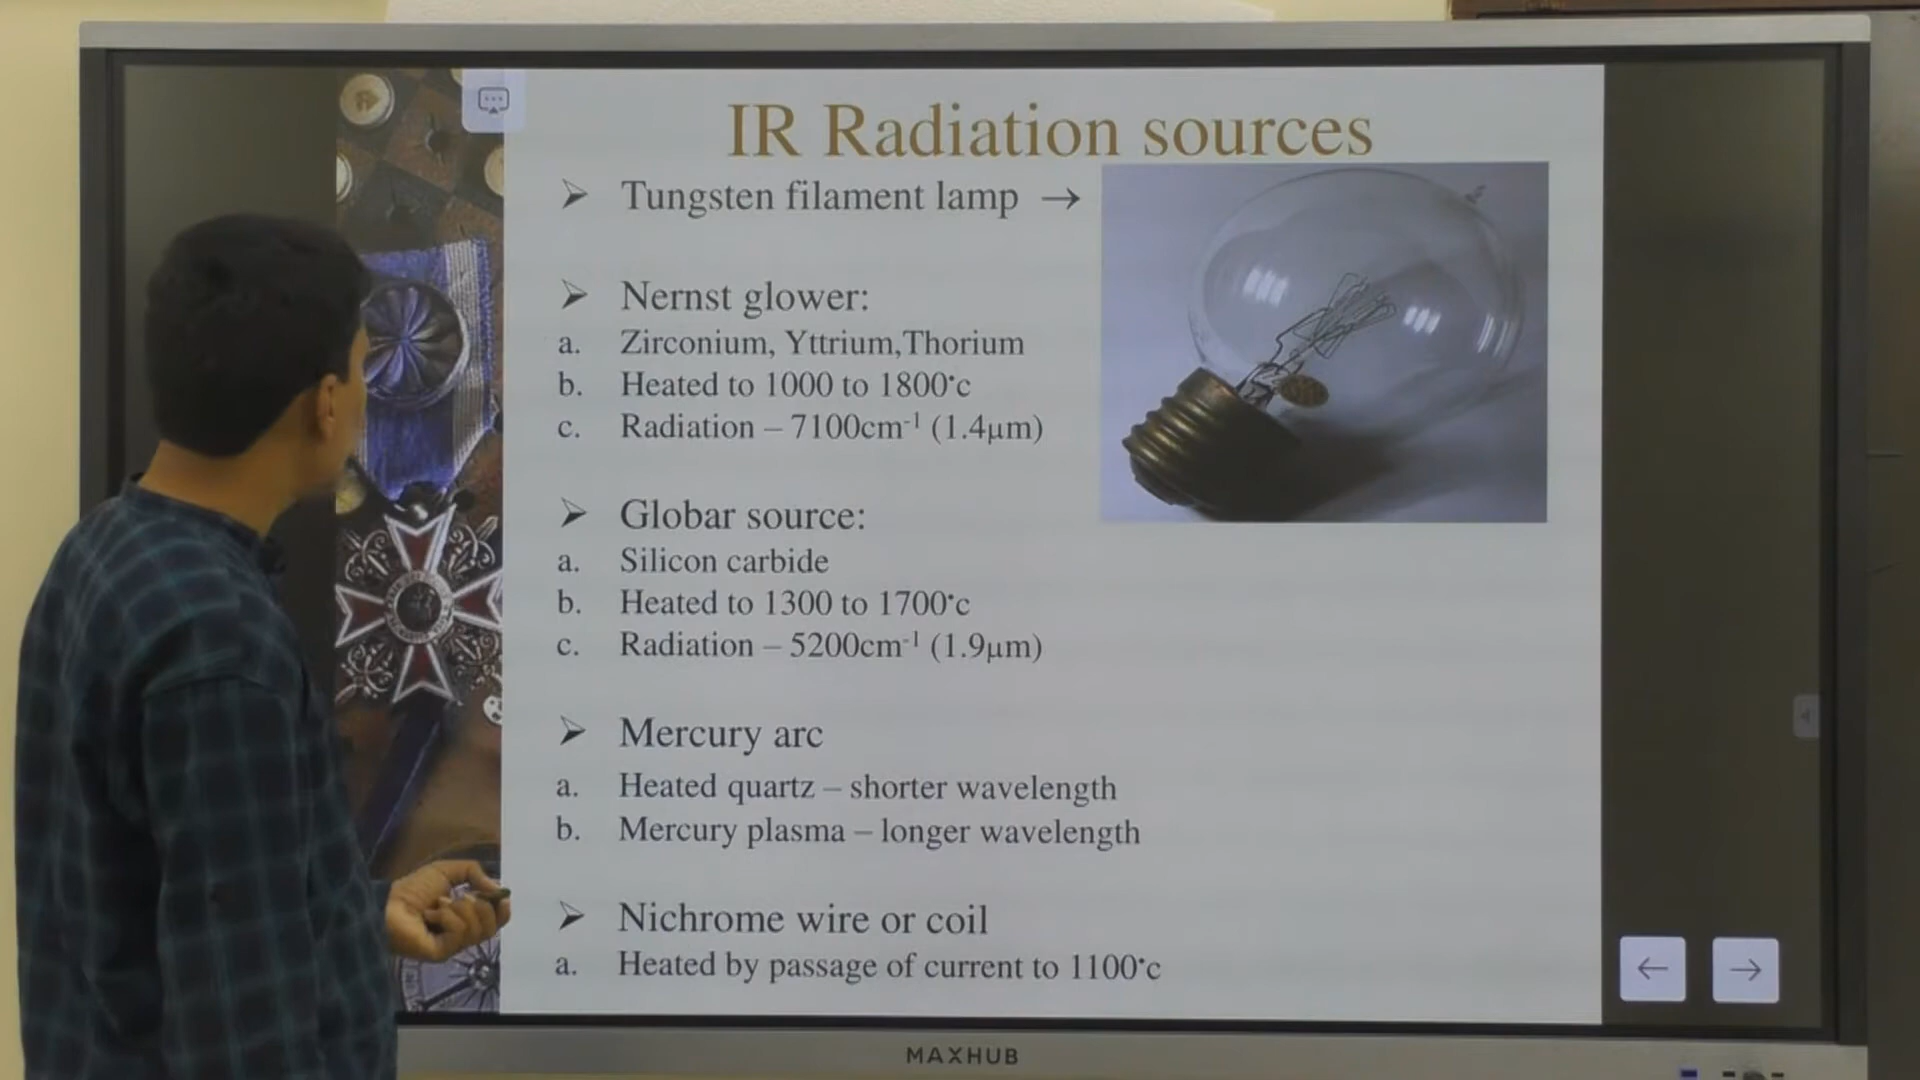 IR Radiation sources
➢ Tungsten filament lamp →
➢ Nernst glower:
a. Zirconium, Yttrium,Thorium
b. Heated to 1000 to 1800˚c
c. Radiation – 7100cm⁻¹ (1.4μm)
➢ Globar source:
a. Silicon carbide
b. Heated to 1300 to 1700˚c
c. Radiation – 5200cm⁻¹ (1.9μm)
➢ Mercury arc
a. Heated quartz – shorter wavelength
b. Mercury plasma – longer wavelength
➢ Nichrome wire or coil
a. Heated by passage of current to 1100˚c
MAXHUB